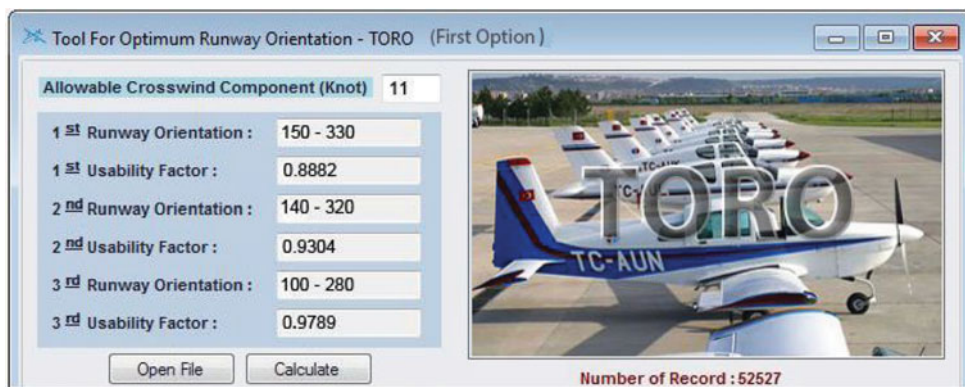 Tool For Optimum Runway Orientation - TORO (First Option)
Allowable Crosswind Component (Knot) 11
1 st Runway Orientation : 150 - 330
1 st Usability Factor : 0.8882
2 nd Runway Orientation : 140 - 320
2 nd Usability Factor : 0.9304
3 rd Runway Orientation : 100 - 280
3 rd Usability Factor : 0.9789
Open File Calculate
TORO
TC-AUN
Number of Record : 52527